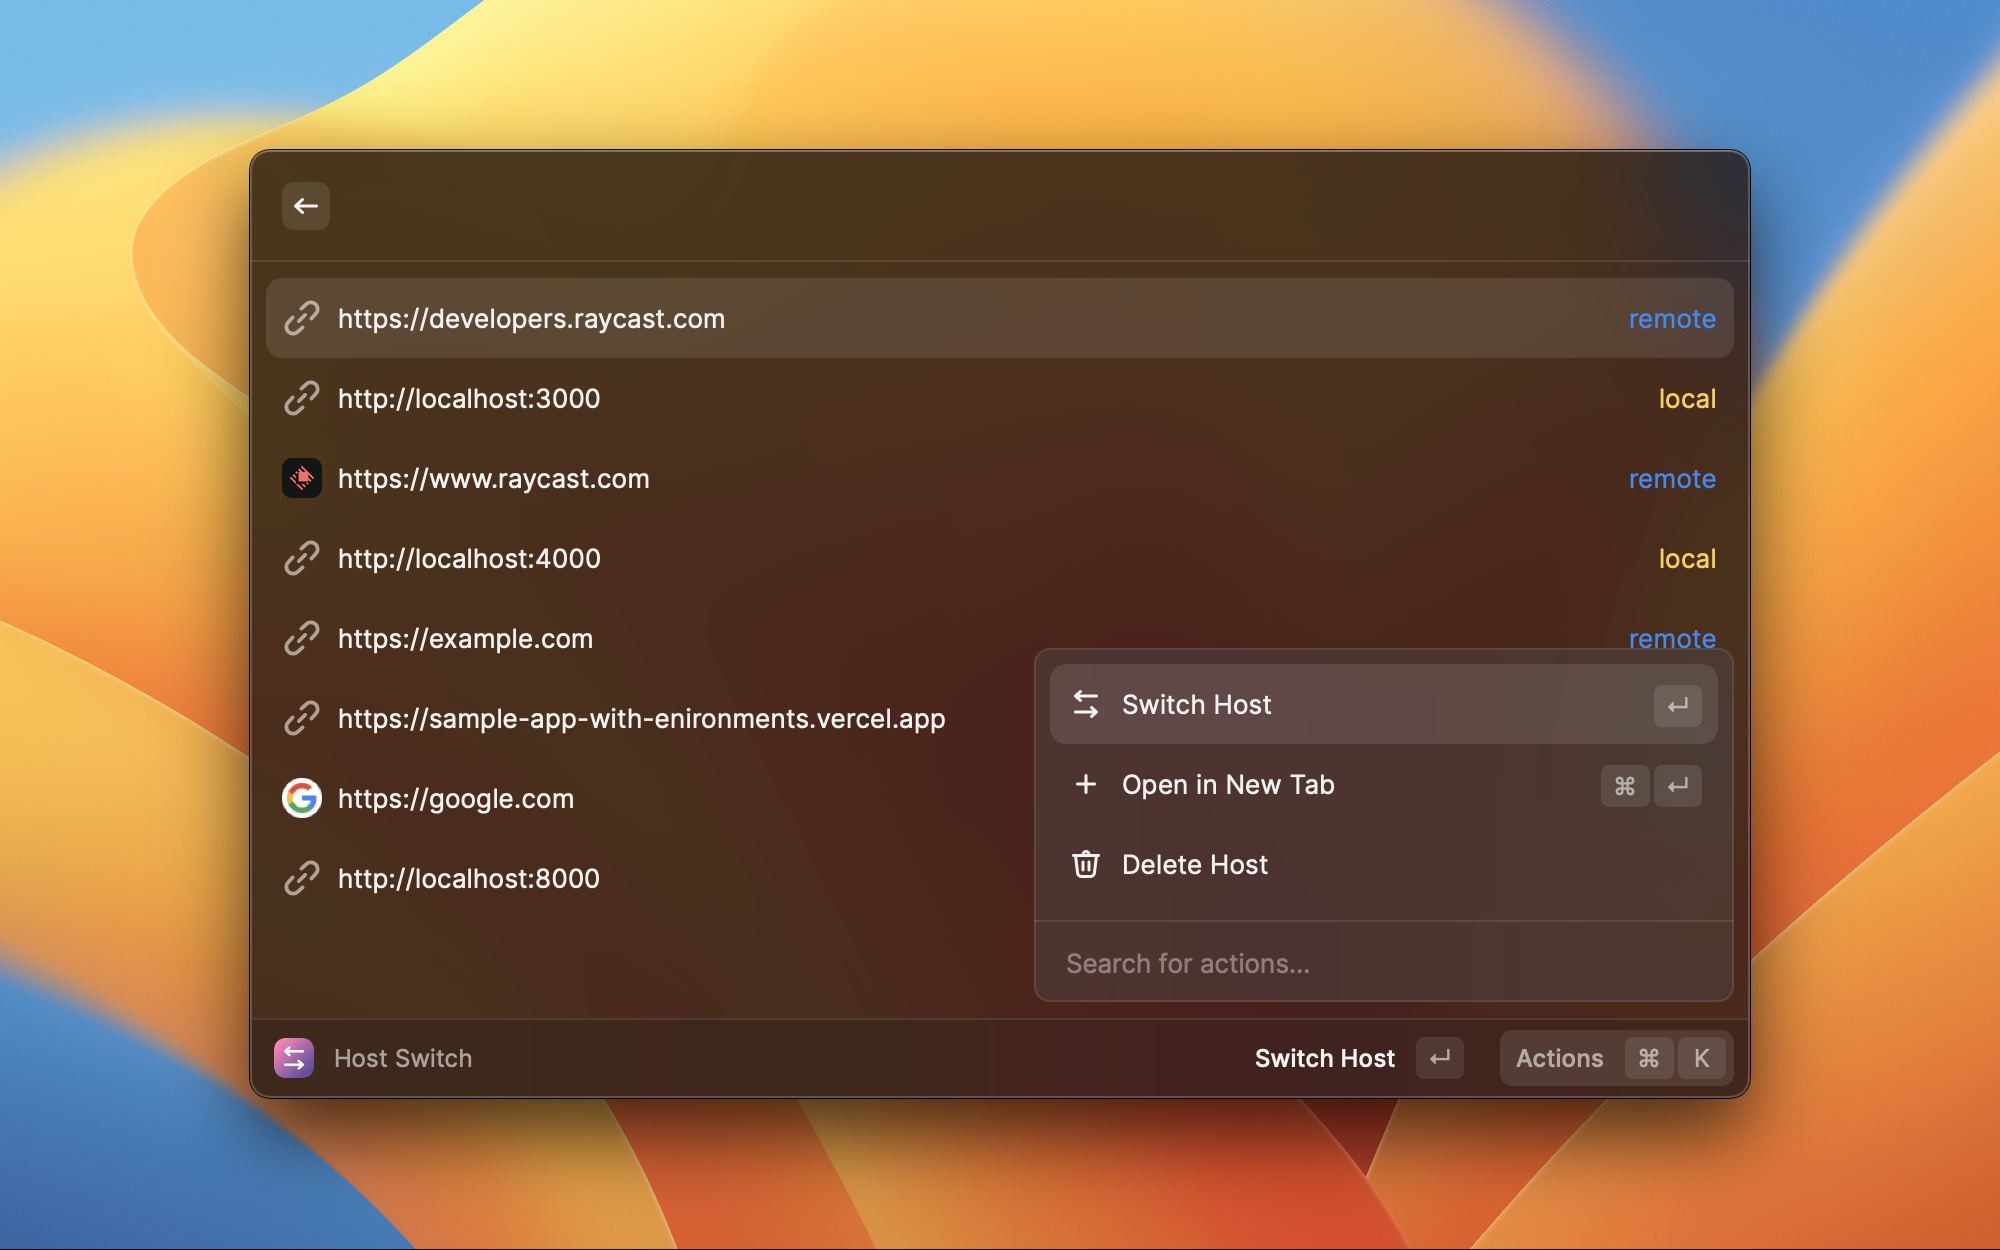 https://developers.raycast.com remote
http://localhost:3000 local
https://www.raycast.com remote
http://localhost:4000 local
https://example.com remote
https://sample-app-with-enironments.vercel.app
https://google.com
http://localhost:8000
Switch Host ↵
Open in New Tab ⌘ ↵
Delete Host
Search for actions...
Host Switch Switch Host ↵ Actions ⌘ K